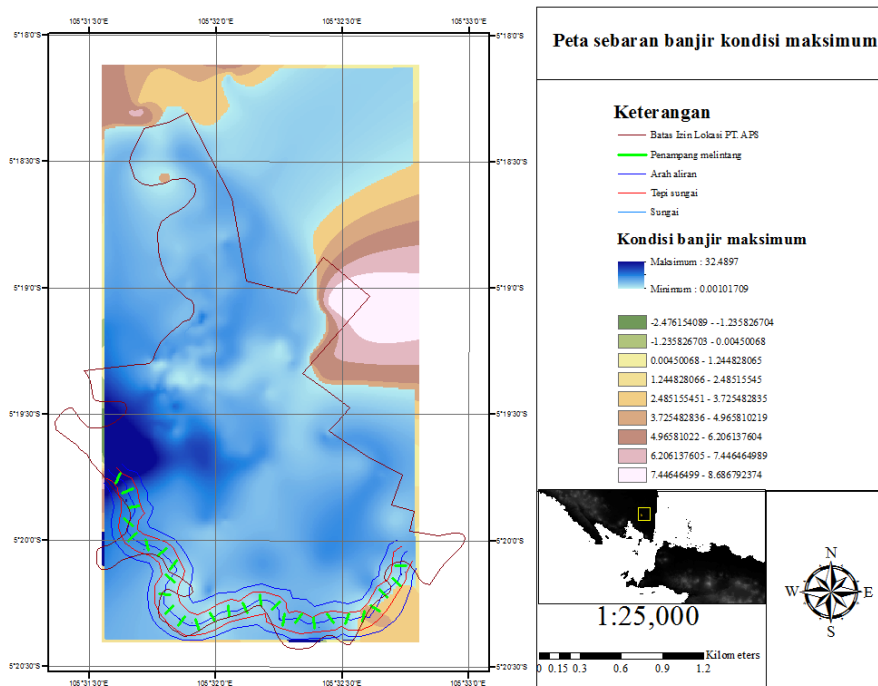 105°31'30"E 105°32'0"E 105°32'30"E 105°33'0"E
5°18'0"S 5°18'0"S
5°18'30"S 5°18'30"S
5°19'0"S 5°19'0"S
5°19'30"S 5°19'30"S
5°20'0"S 5°20'0"S
5°20'30"S 5°20'30"S
105°31'30"E 105°32'0"E 105°32'30"E 105°33'0"E
Peta sebaran banjir kondisi maksimum
Keterangan
Batas Izin Lokasi PT. APS
Penampang melintang
Arah aliran
Tepi sungai
Sungai
Kondisi banjir maksimum
Maksimum : 32.4897
Minimum : 0.00101709
-2.476154089 - -1.235826704
-1.235826703 - 0.00450068
0.00450068 - 1.244828065
1.244828066 - 2.48515545
2.485155451 - 3.725482835
3.725482836 - 4.965810219
4.96581022 - 6.206137604
6.206137605 - 7.446464989
7.44646499 - 8.686792374
1:25,000
Kilometers
0 0.15 0.3 0.6 0.9 1.2
N
W E
S